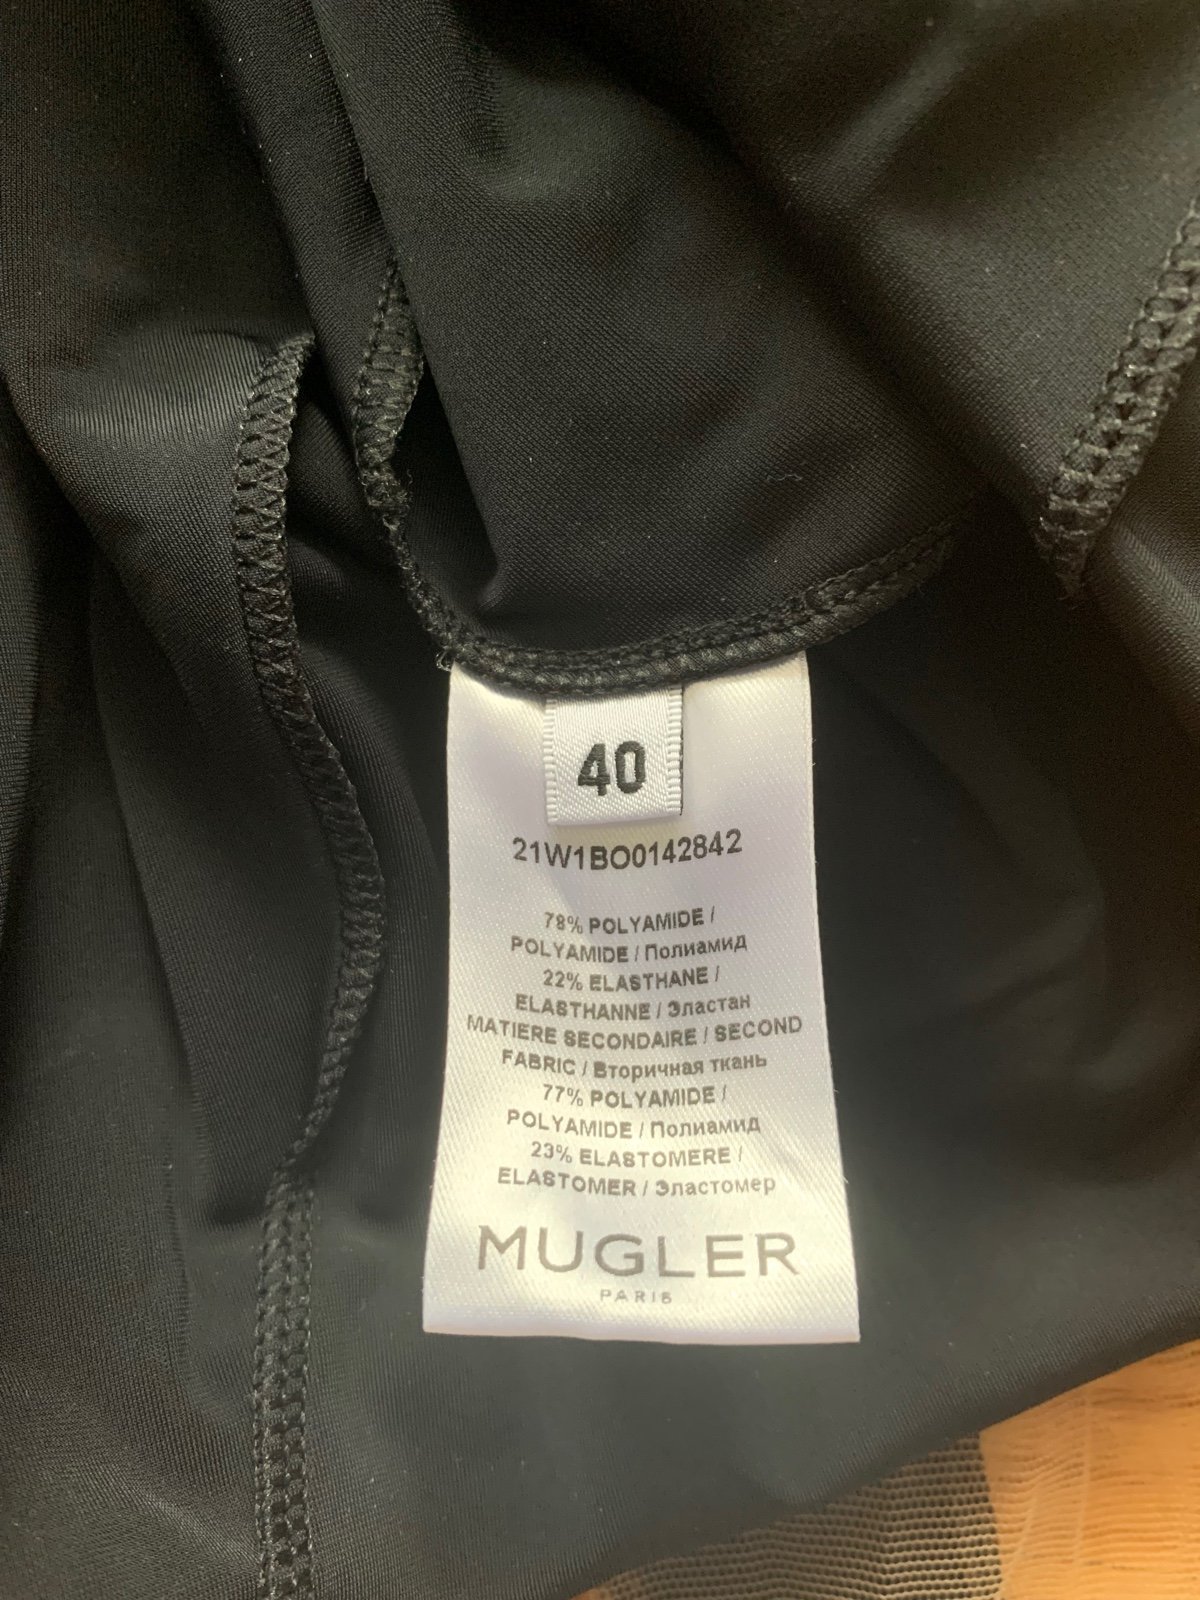 40
21W1BO0142842
78% POLYAMIDE /
POLYAMIDE / Полиамид
22% ELASTHANE /
ELASTHANNE / Эластан
MATIERE SECONDAIRE / SECOND
FABRIC / Вторичная ткань
77% POLYAMIDE /
POLYAMIDE / Полиамид
23% ELASTOMERE /
ELASTOMER / Эластомер
MUGLER
PARIS